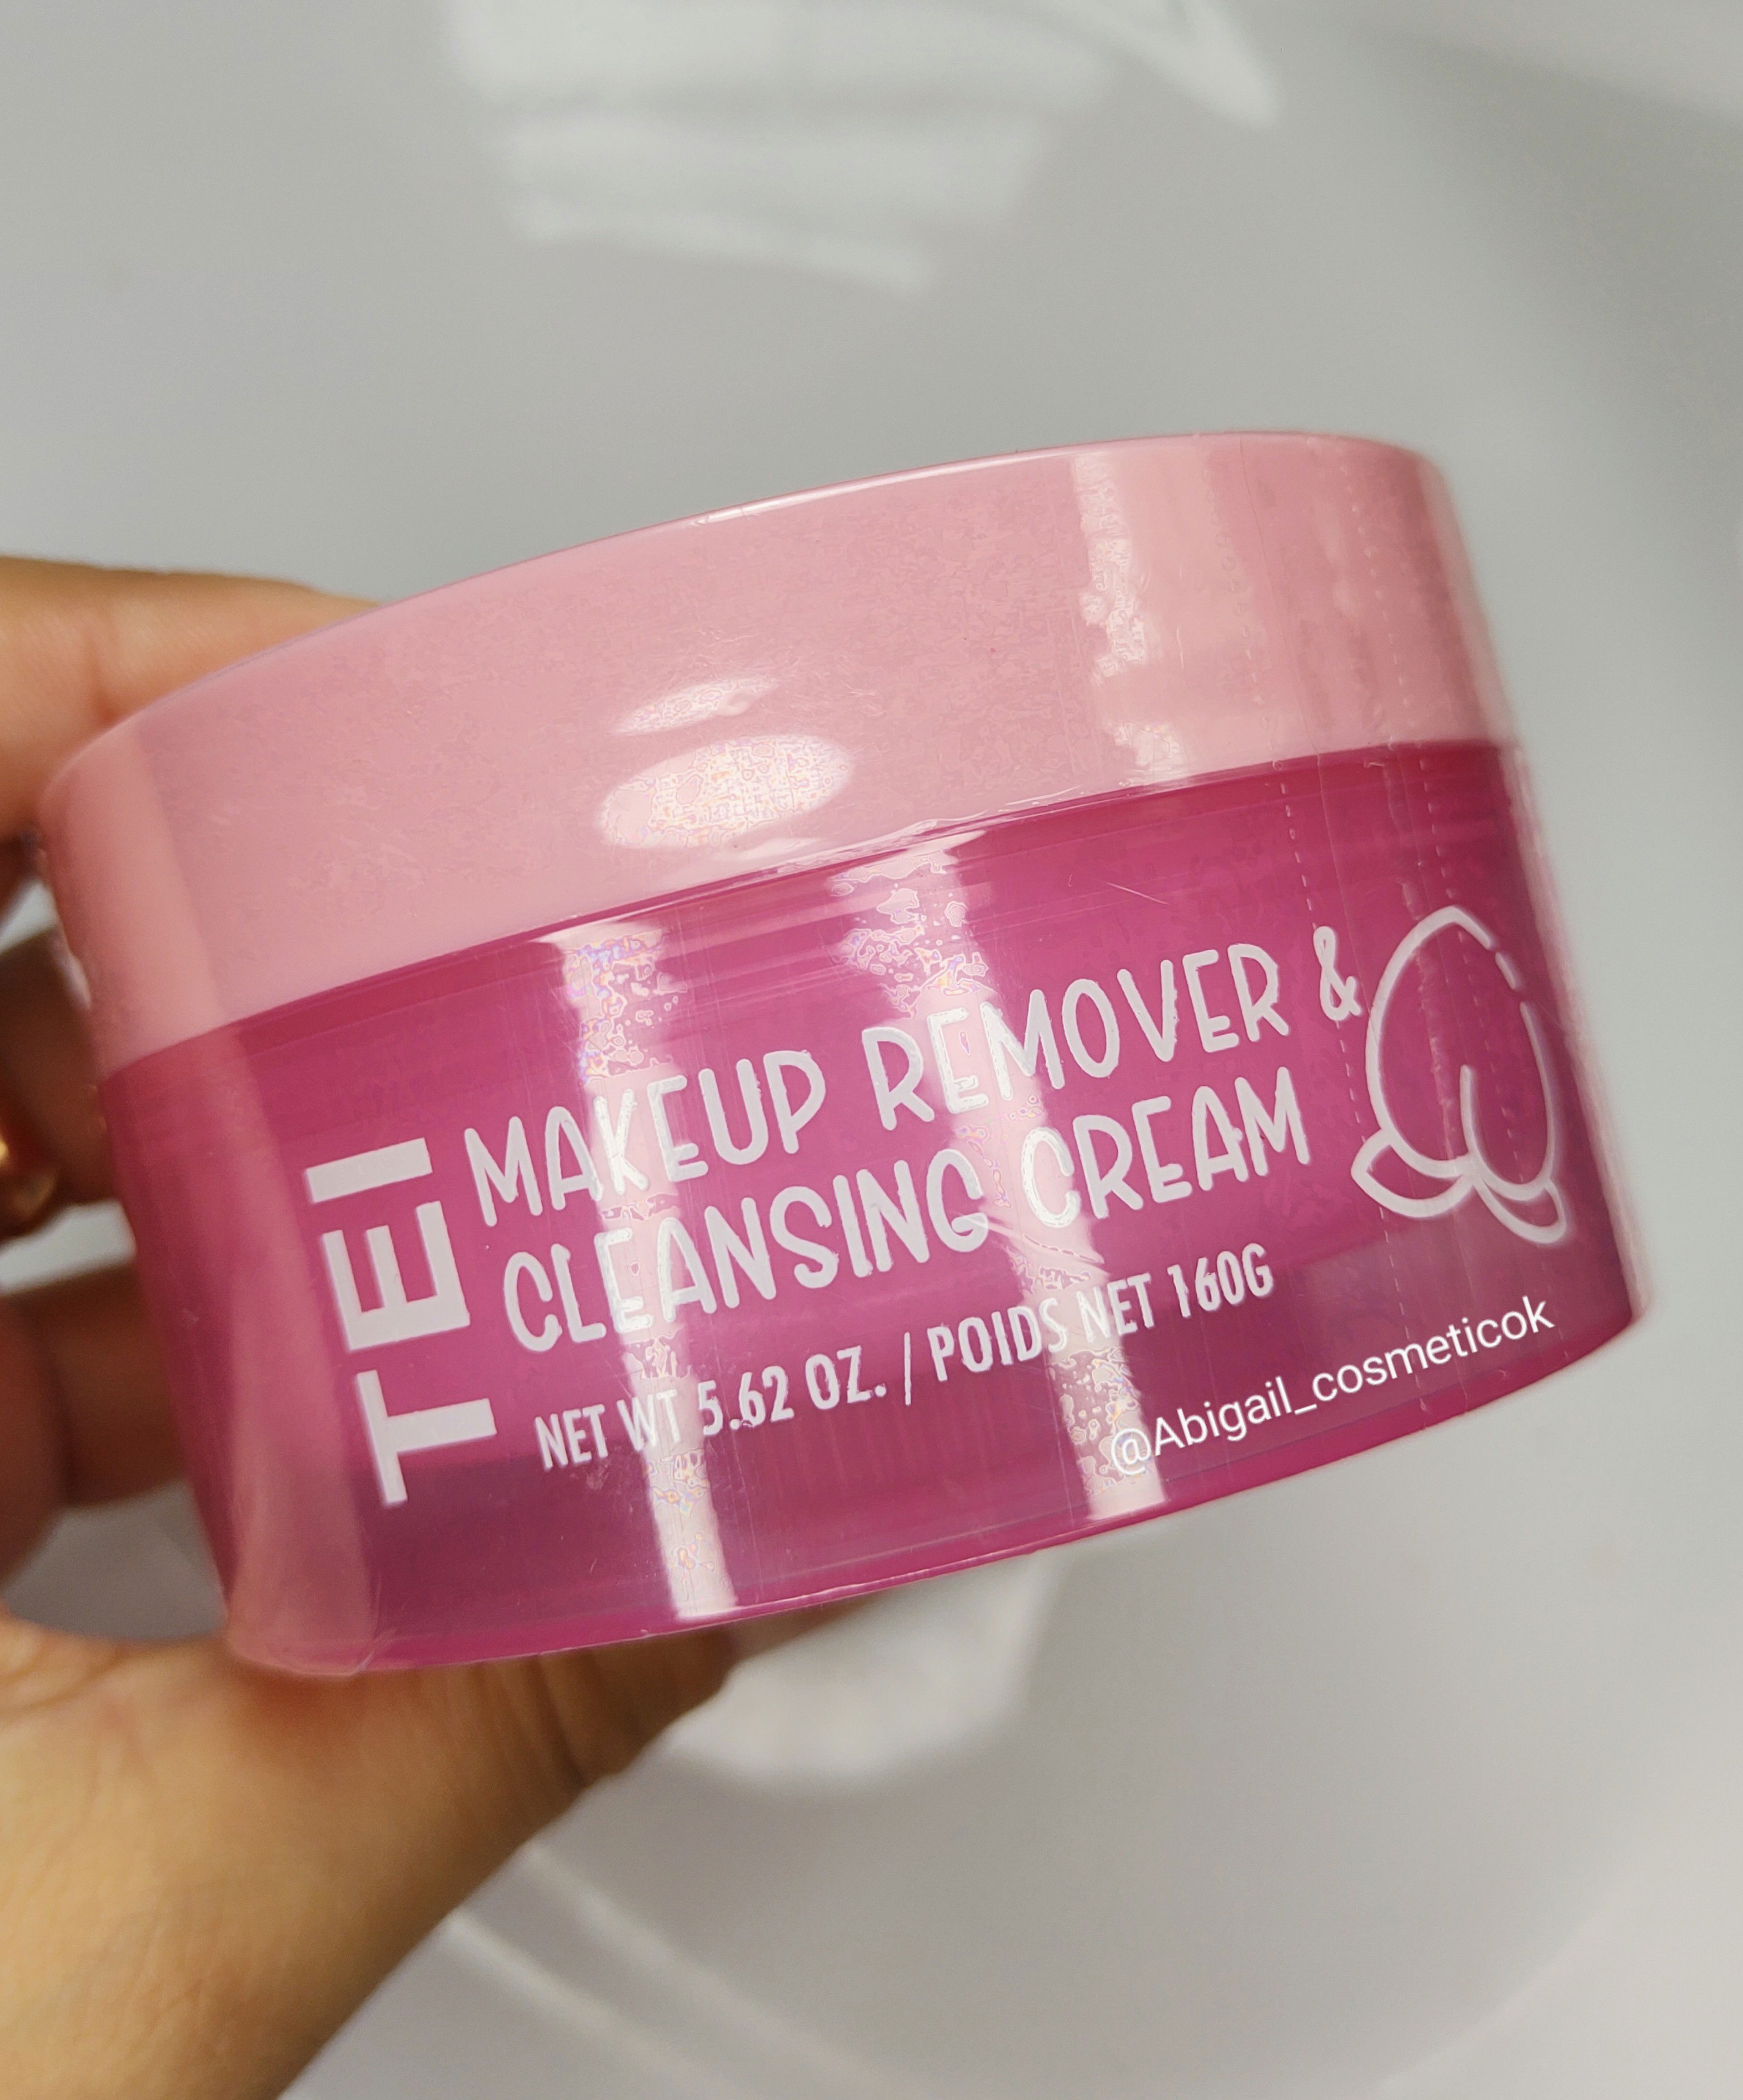 TEI
MAKEUP REMOVER &
CLEANSING CREAM
NET WT 5.62 OZ. / POIDS NET 160G
@Abigail_cosmeticok